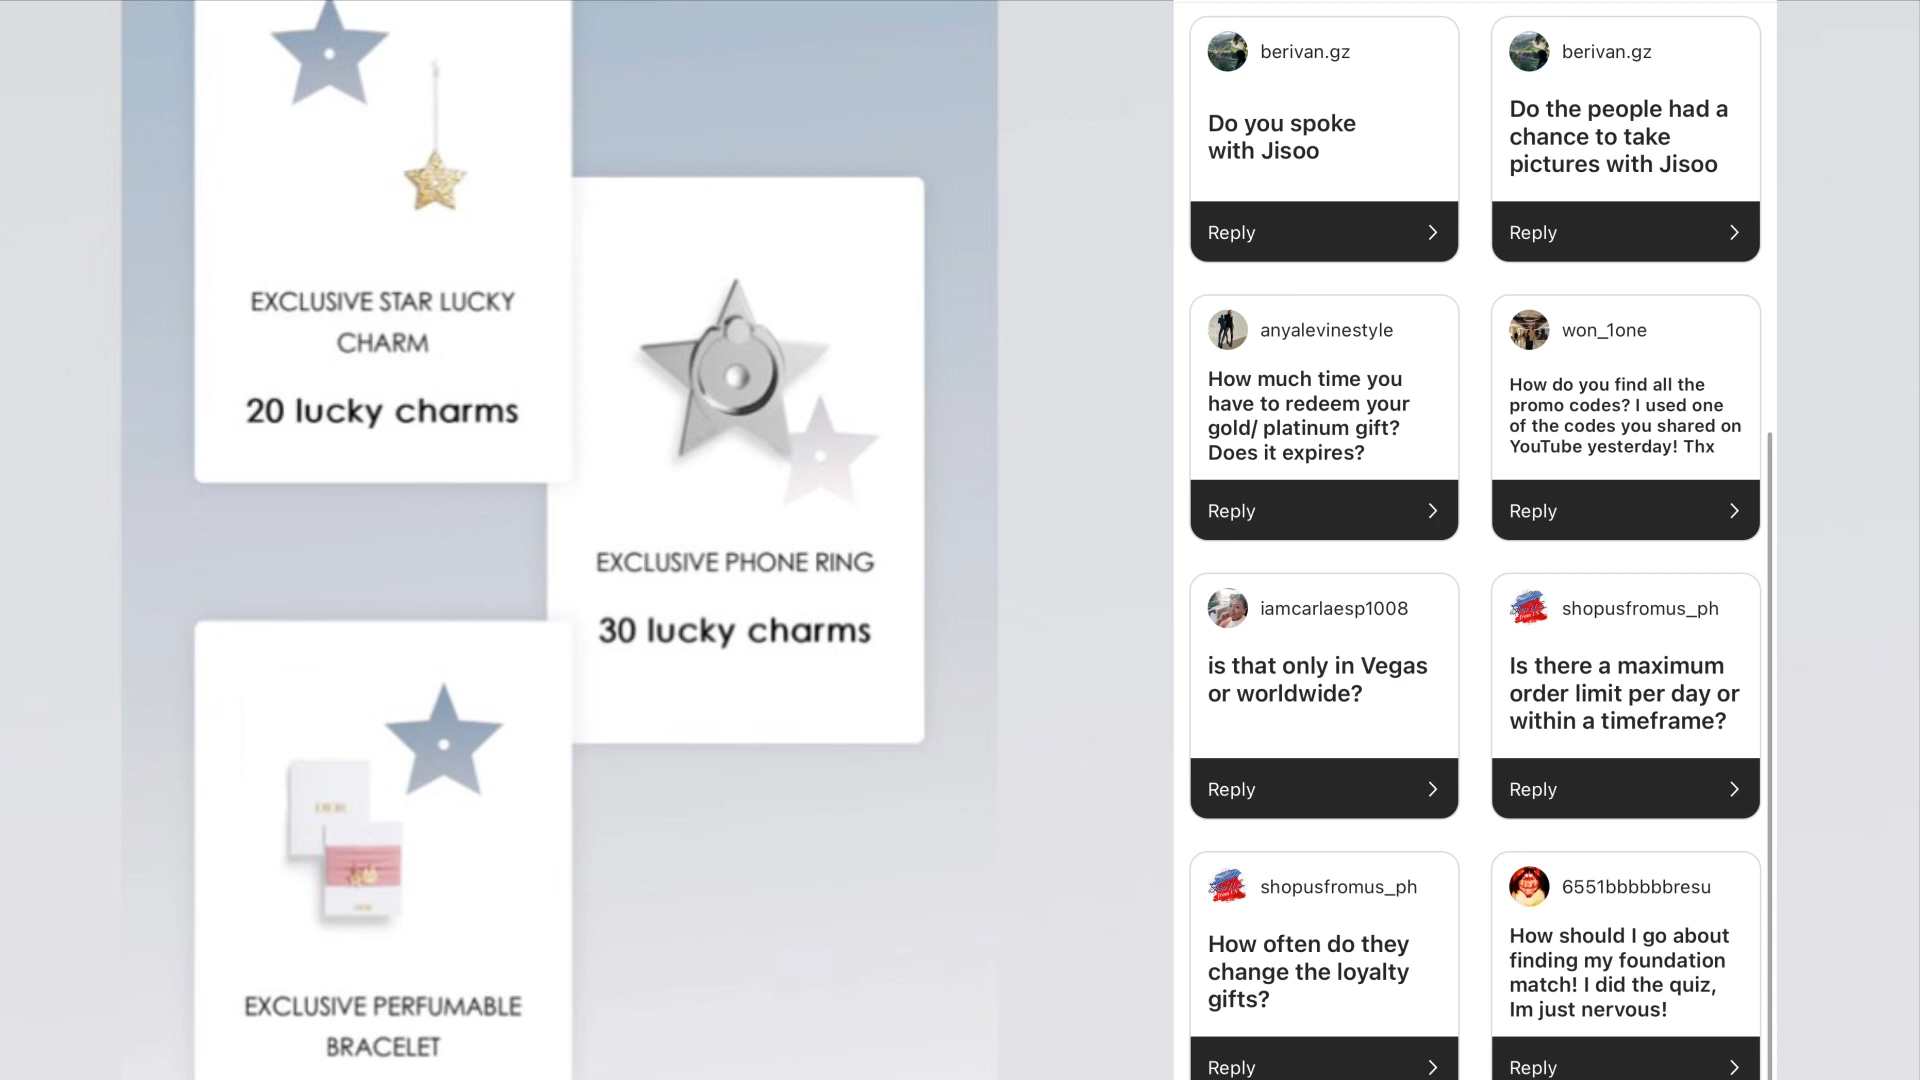 EXCLUSIVE STAR LUCKY
CHARM
20 lucky charms
EXCLUSIVE PHONE RING
30 lucky charms
DIOR
EXCLUSIVE PERFUMABLE
BRACELET
berivan.gz
Do you spoke
with Jisoo
Reply
berivan.gz
Do the people had a
chance to take
pictures with Jisoo
Reply
anyalevinestyle
How much time you
have to redeem your
gold/ platinum gift?
Does it expires?
Reply
won_1one
How do you find all the
promo codes? I used one
of the codes you shared on
YouTube yesterday! Thx
Reply
iamcarlaesp1008
is that only in Vegas
or worldwide?
Reply
shopusfromus_ph
Is there a maximum
order limit per day or
within a timeframe?
Reply
shopusfromus_ph
How often do they
change the loyalty
gifts?
Reply
6551bbbbbbresu
How should I go about
finding my foundation
match! I did the quiz,
Im just nervous!
Reply